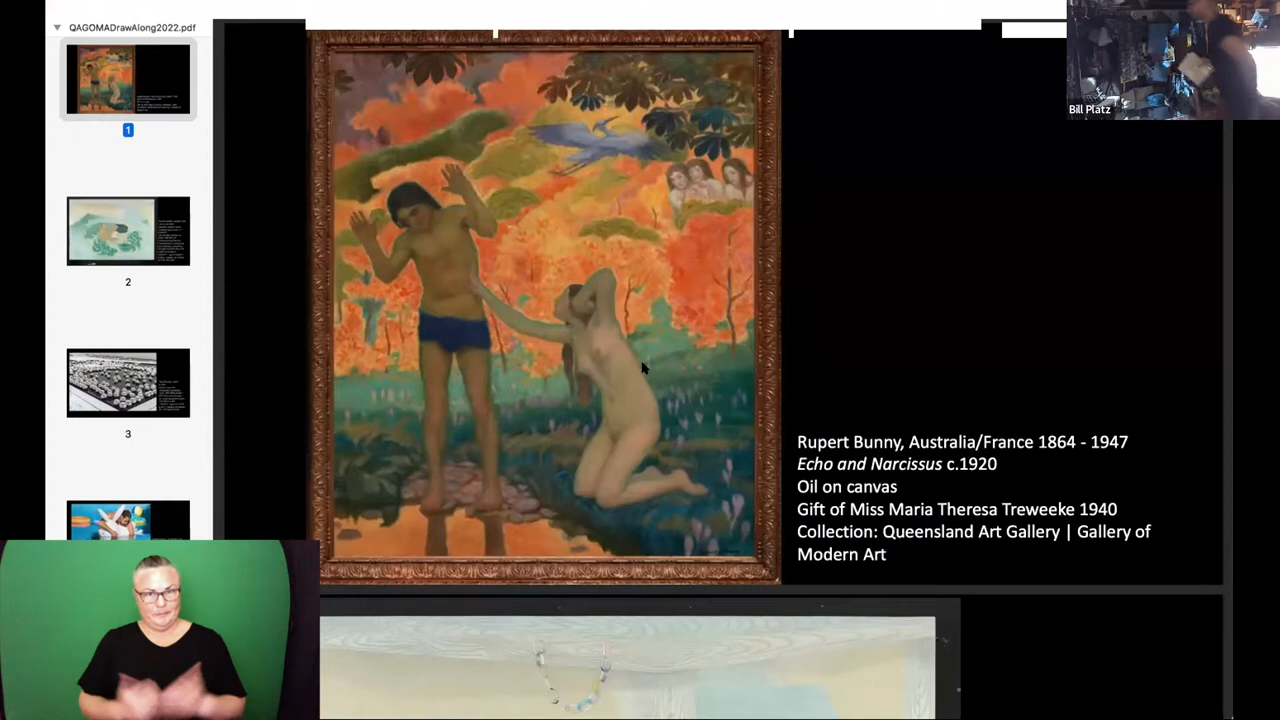 QAGOMADrawAlong2022.pdf
1
2
3
Bill Platz
Rupert Bunny, Australia/France 1864 - 1947
Echo and Narcissus c.1920
Oil on canvas
Gift of Miss Maria Theresa Treweeke 1940
Collection: Queensland Art Gallery | Gallery of
Modern Art